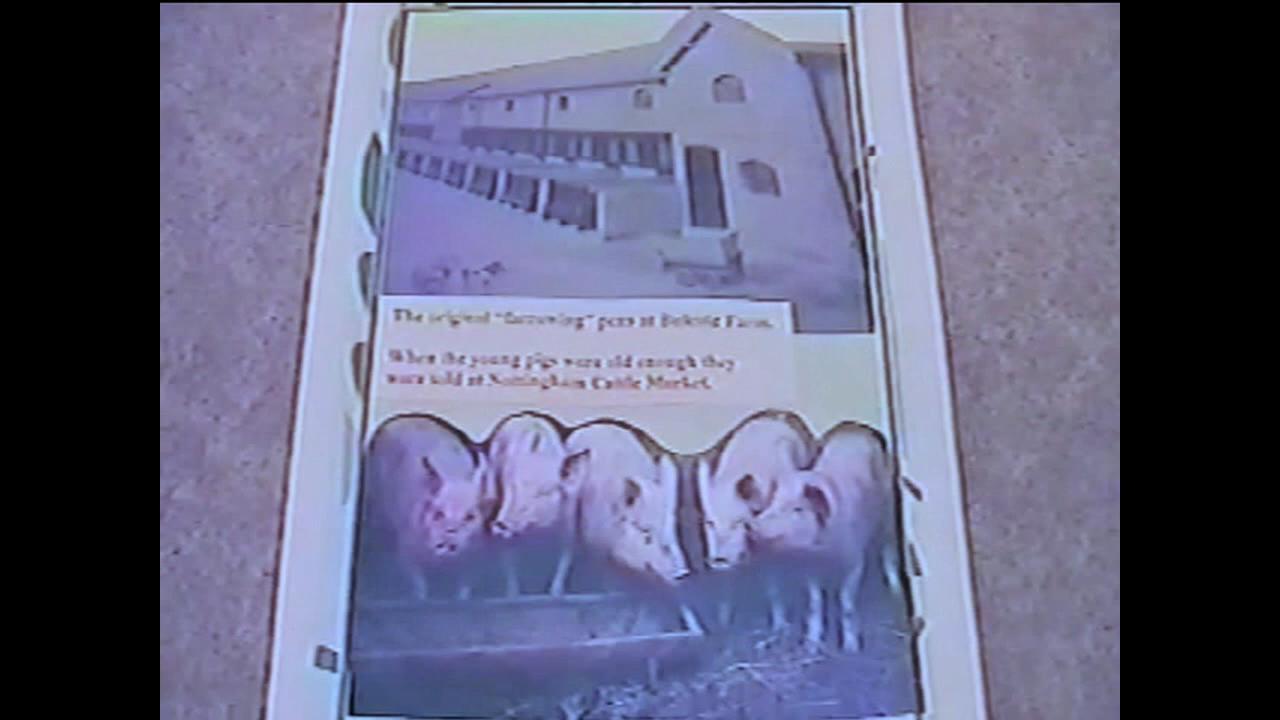 The original "farrowing" pens at Farm.
When the young pigs were old enough they
were sold at Nottingham Cattle Market.